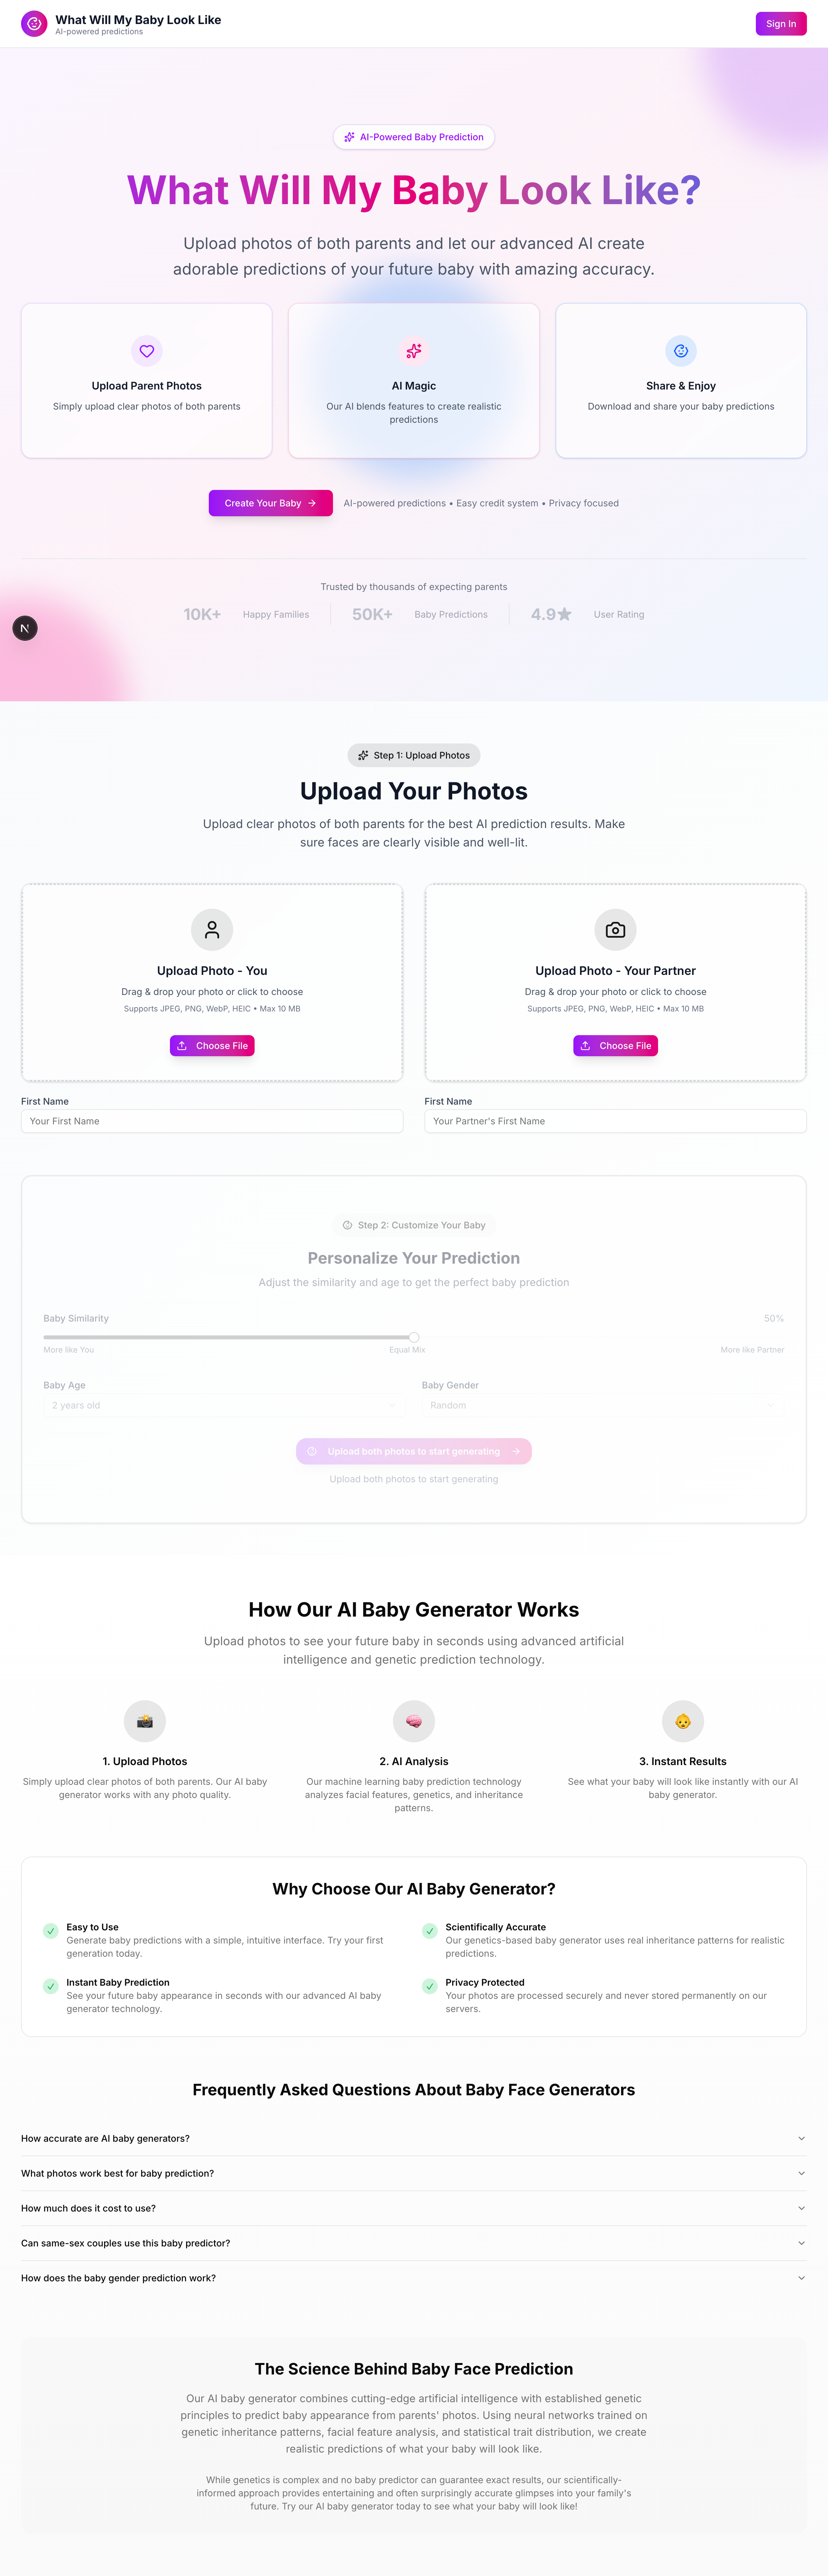 What Will My Baby Look Like
AI-powered predictions
Sign In
AI-Powered Baby Prediction
What Will My Baby Look Like?
Upload photos of both parents and let our advanced AI create
adorable predictions of your future baby with amazing accuracy.
Upload Parent Photos
Simply upload clear photos of both parents
AI Magic
Our AI blends features to create realistic
predictions
Share & Enjoy
Download and share your baby predictions
Create Your Baby
AI-powered predictions • Easy credit system • Privacy focused
Trusted by thousands of expecting parents
10K+ Happy Families
50K+ Baby Predictions
4.9★ User Rating
N
Step 1: Upload Photos
Upload Your Photos
Upload clear photos of both parents for the best AI prediction results. Make
sure faces are clearly visible and well-lit.
Upload Photo - You
Drag & drop your photo or click to choose
Supports JPEG, PNG, WebP, HEIC • Max 10 MB
Choose File
First Name
Your First Name
Upload Photo - Your Partner
Drag & drop your photo or click to choose
Supports JPEG, PNG, WebP, HEIC • Max 10 MB
Choose File
First Name
Your Partner's First Name
Step 2: Customize Your Baby
Personalize Your Prediction
Adjust the similarity and age to get the perfect baby prediction
Baby Similarity
50%
More like You
Equal Mix
More like Partner
Baby Age
2 years old
Baby Gender
Random
Upload both photos to start generating
Upload both photos to start generating
How Our AI Baby Generator Works
Upload photos to see your future baby in seconds using advanced artificial
intelligence and genetic prediction technology.
1. Upload Photos
Simply upload clear photos of both parents. Our AI baby
generator works with any photo quality.
2. AI Analysis
Our machine learning baby prediction technology
analyzes facial features, genetics, and inheritance
patterns.
3. Instant Results
See what your baby will look like instantly with our AI
baby generator.
Why Choose Our AI Baby Generator?
Easy to Use
Generate baby predictions with a simple, intuitive interface. Try your first
generation today.
Scientifically Accurate
Our genetics-based baby generator uses real inheritance patterns for realistic
predictions.
Instant Baby Prediction
See your future baby appearance in seconds with our advanced AI baby
generator technology.
Privacy Protected
Your photos are processed securely and never stored permanently on our
servers.
Frequently Asked Questions About Baby Face Generators
How accurate are AI baby generators?
What photos work best for baby prediction?
How much does it cost to use?
Can same-sex couples use this baby predictor?
How does the baby gender prediction work?
The Science Behind Baby Face Prediction
Our AI baby generator combines cutting-edge artificial intelligence with established genetic
principles to predict baby appearance from parents' photos. Using neural networks trained on
genetic inheritance patterns, facial feature analysis, and statistical trait distribution, we create
realistic predictions of what your baby will look like.
While genetics is complex and no baby predictor can guarantee exact results, our scientifically-
informed approach provides entertaining and often surprisingly accurate glimpses into your family's
future. Try our AI baby generator today to see what your baby will look like!